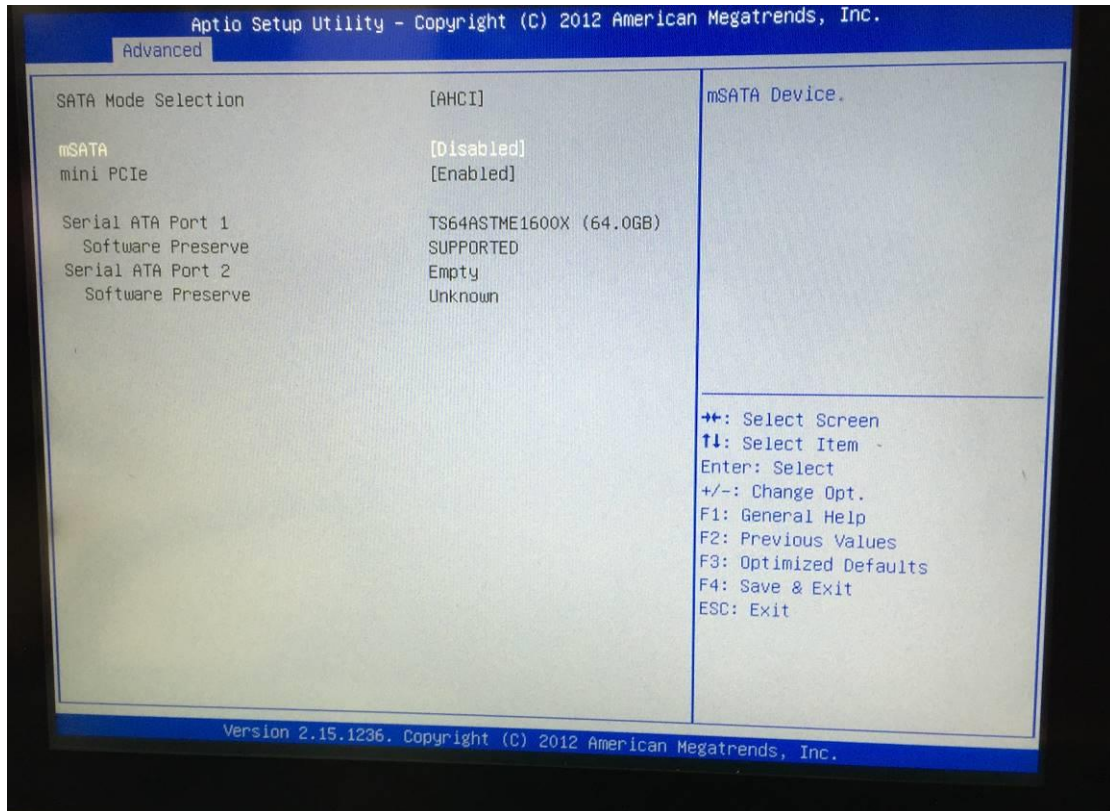 Aptio Setup Utility – Copyright (C) 2012 American Megatrends, Inc.
Advanced
SATA Mode Selection [AHCI]
mSATA [Disabled]
mini PCIe [Enabled]
Serial ATA Port 1 TS64ASTME1600X (64.0GB)
Software Preserve SUPPORTED
Serial ATA Port 2 Empty
Software Preserve Unknown
mSATA Device.
→←: Select Screen
↑↓: Select Item
Enter: Select
+/-: Change Opt.
F1: General Help
F2: Previous Values
F3: Optimized Defaults
F4: Save & Exit
ESC: Exit
Version 2.15.1236. Copyright (C) 2012 American Megatrends, Inc.